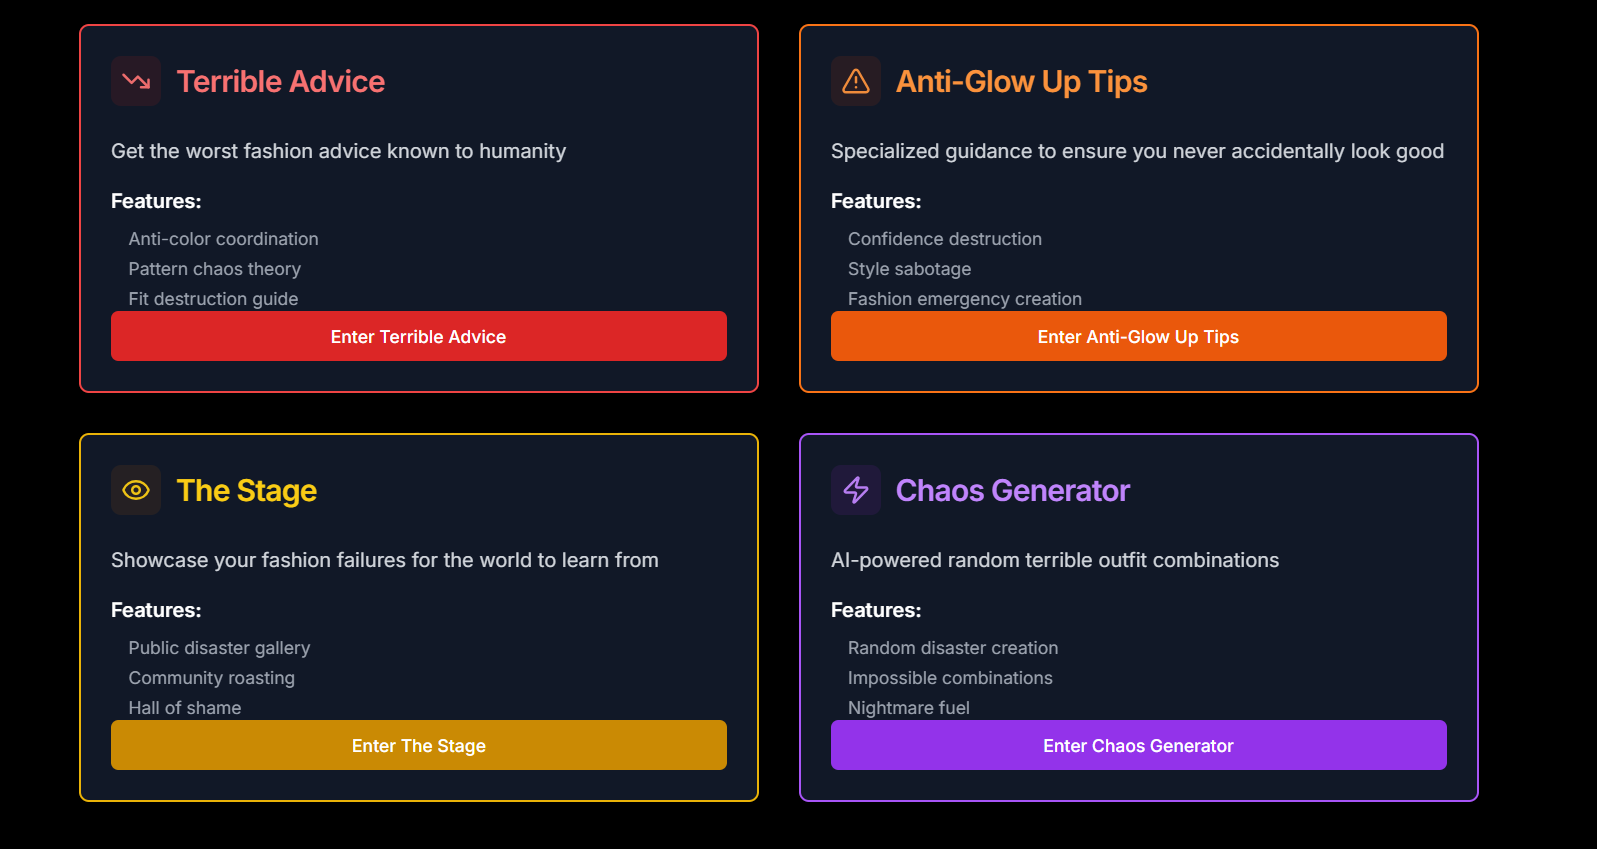 Terrible Advice
Get the worst fashion advice known to humanity
Features:
Anti-color coordination
Pattern chaos theory
Fit destruction guide
Enter Terrible Advice
Anti-Glow Up Tips
Specialized guidance to ensure you never accidentally look good
Features:
Confidence destruction
Style sabotage
Fashion emergency creation
Enter Anti-Glow Up Tips
The Stage
Showcase your fashion failures for the world to learn from
Features:
Public disaster gallery
Community roasting
Hall of shame
Enter The Stage
Chaos Generator
AI-powered random terrible outfit combinations
Features:
Random disaster creation
Impossible combinations
Nightmare fuel
Enter Chaos Generator